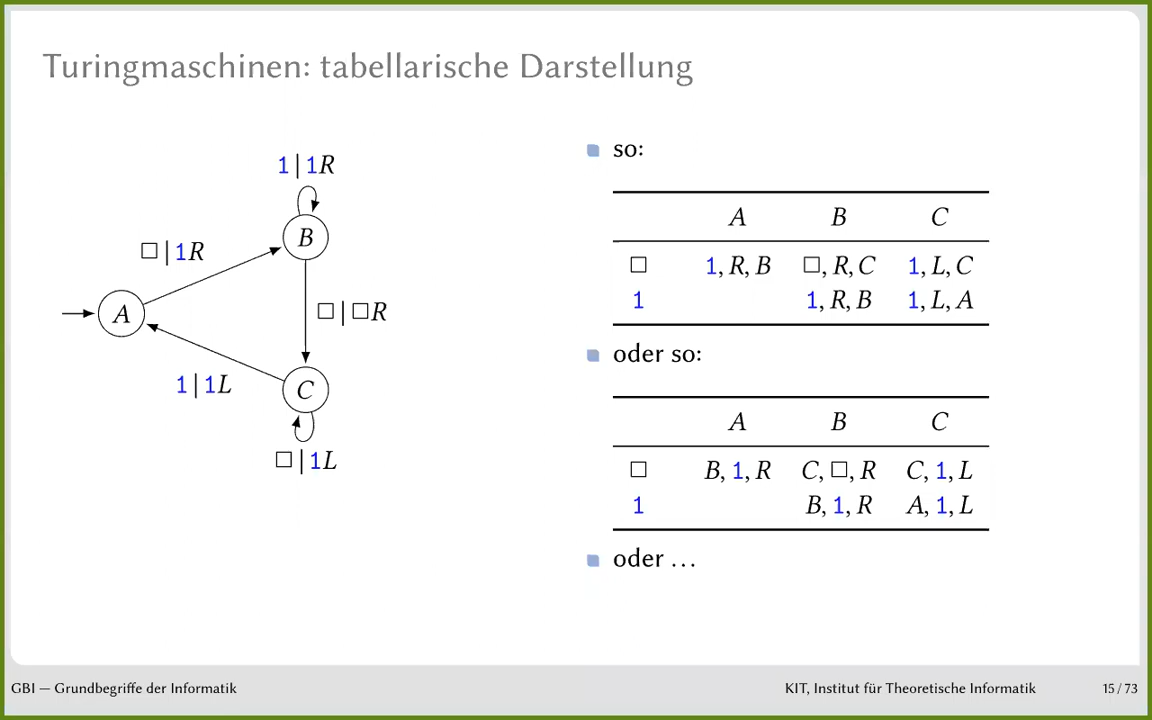 Turingmaschinen: tabellarische Darstellung
1 | 1R
B
□ | 1R
A
□ | □R
1 | 1L
C
□ | 1L
so:
A B C
□ 1, R, B □, R, C 1, L, C
1 1, R, B 1, L, A
oder so:
A B C
□ B, 1, R C, □, R C, 1, L
1 B, 1, R A, 1, L
oder …
GBI — Grundbegriffe der Informatik KIT, Institut für Theoretische Informatik 15 / 73